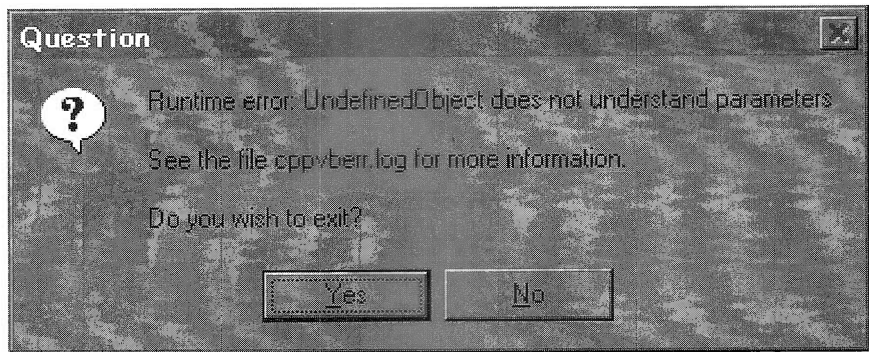 Question
Runtime error: UndefinedObject does not understand parameters
See the file cppvberr.log for more information.
Do you wish to exit?
Yes No